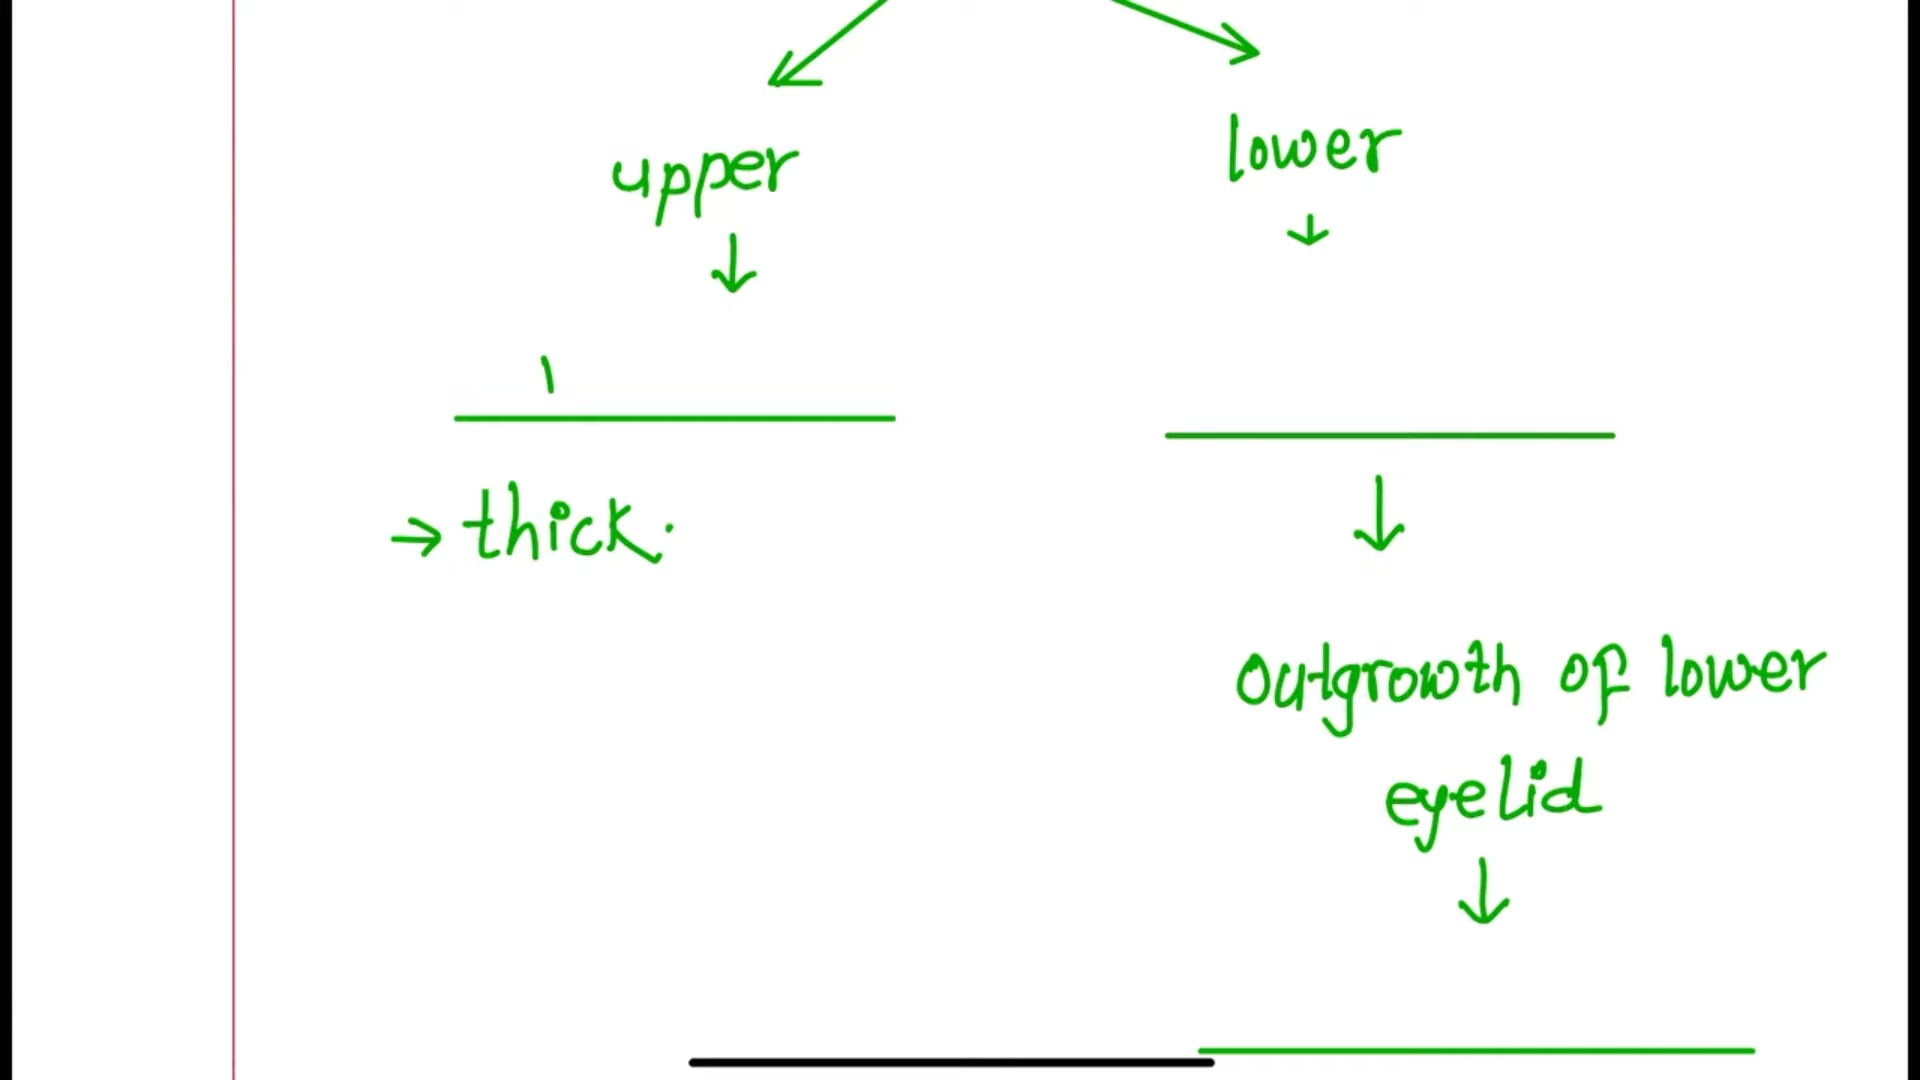 upper
lower
→ thick.
Outgrowth of lower
eyelid